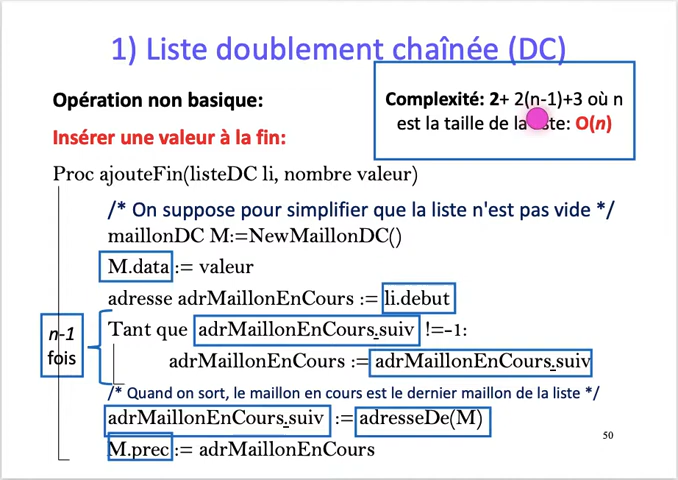 1) Liste doublement chaînée (DC)
Opération non basique:
Complexité: 2+ 2(n-1)+3 où n
est la taille de la liste: O(n)
Insérer une valeur à la fin:
Proc ajouteFin(listeDC li, nombre valeur)
/* On suppose pour simplifier que la liste n'est pas vide */
maillonDC M:=NewMaillonDC()
M.data := valeur
adresse adrMaillonEnCours := li.debut
n-1
fois
Tant que adrMaillonEnCours.suiv !=-1:
adrMaillonEnCours := adrMaillonEnCours.suiv
/* Quand on sort, le maillon en cours est le dernier maillon de la liste */
adrMaillonEnCours.suiv := adresseDe(M)
M.prec := adrMaillonEnCours
50